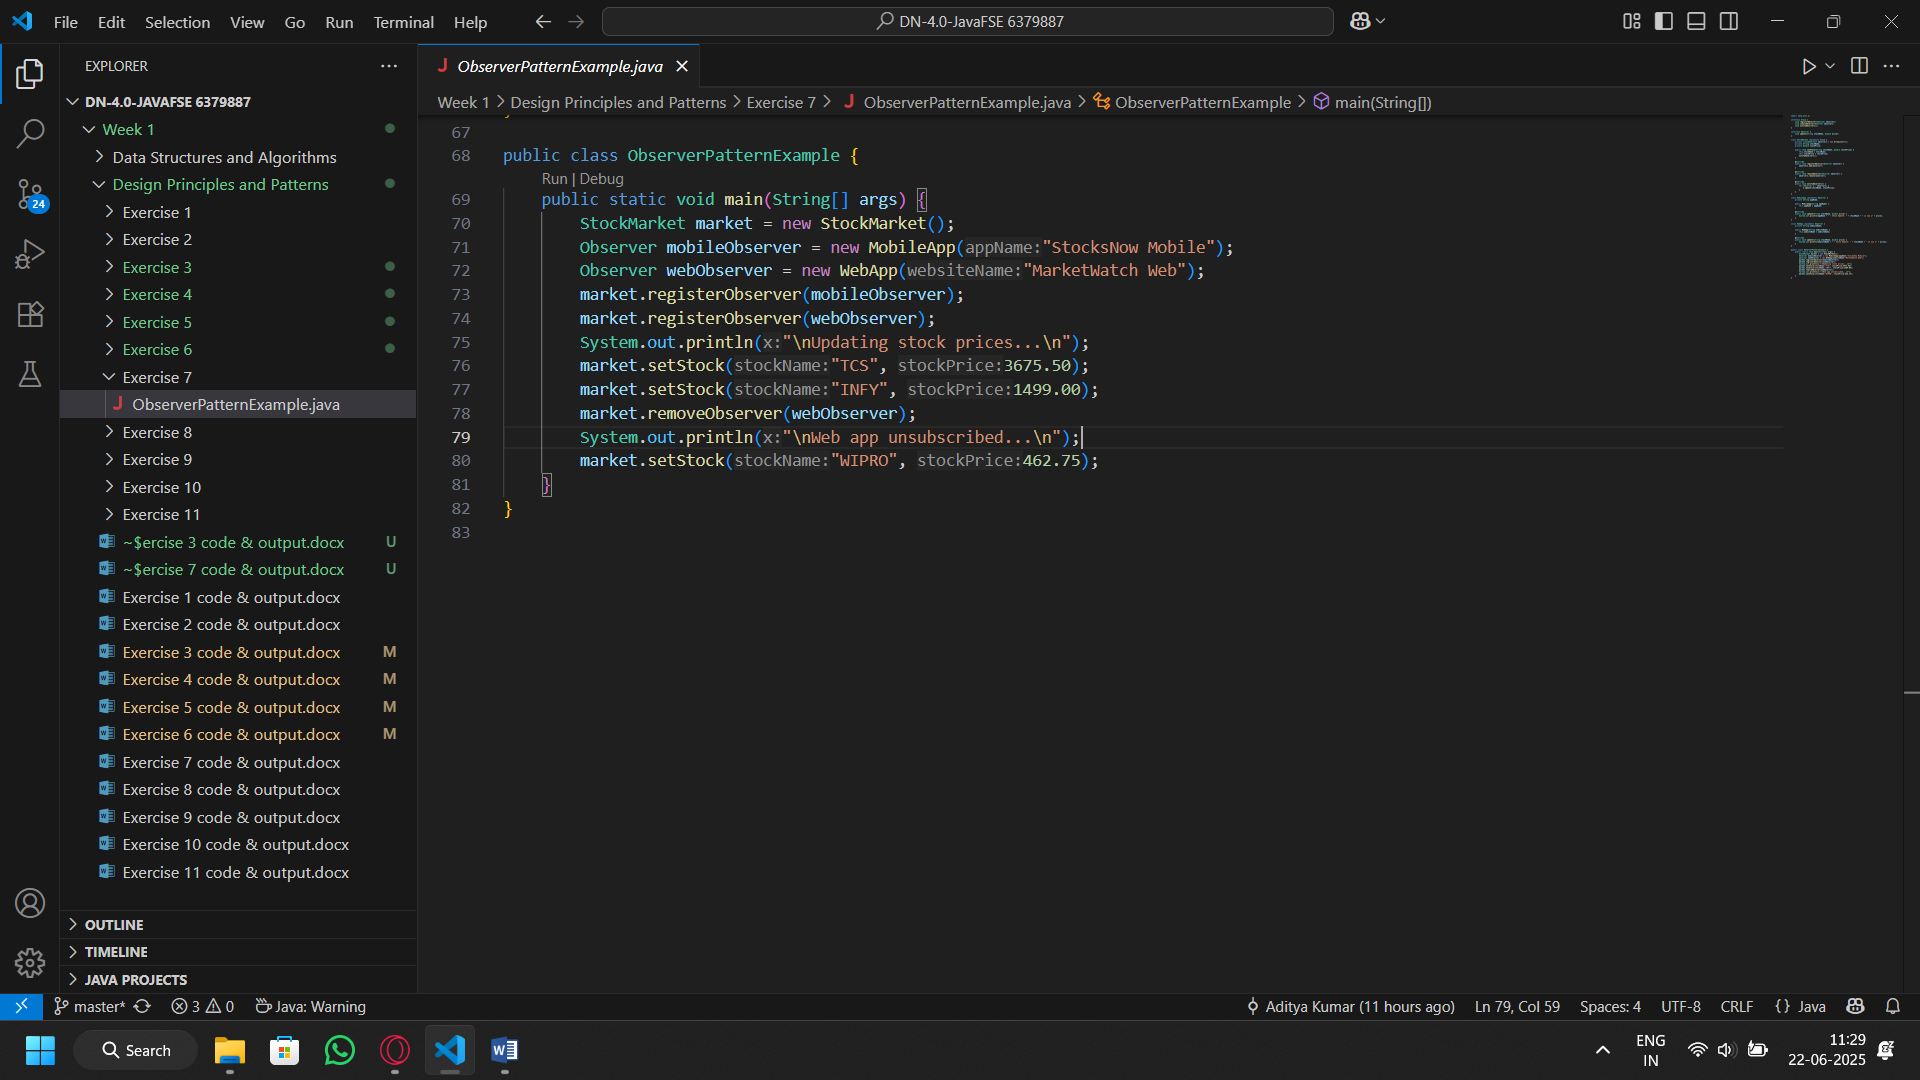 File Edit Selection View Go Run Terminal Help
DN-4.0-JavaFSE 6379887
EXPLORER
DN-4.0-JAVAFSE 6379887
Week 1
Data Structures and Algorithms
Design Principles and Patterns
Exercise 1
Exercise 2
Exercise 3
Exercise 4
Exercise 5
Exercise 6
Exercise 7
J ObserverPatternExample.java
Exercise 8
Exercise 9
Exercise 10
Exercise 11
~$ercise 3 code & output.docx U
~$ercise 7 code & output.docx U
Exercise 1 code & output.docx
Exercise 2 code & output.docx
Exercise 3 code & output.docx M
Exercise 4 code & output.docx M
Exercise 5 code & output.docx M
Exercise 6 code & output.docx M
Exercise 7 code & output.docx
Exercise 8 code & output.docx
Exercise 9 code & output.docx
Exercise 10 code & output.docx
Exercise 11 code & output.docx
OUTLINE
TIMELINE
JAVA PROJECTS
24
J ObserverPatternExample.java
Week 1 > Design Principles and Patterns > Exercise 7 > J ObserverPatternExample.java > ObserverPatternExample > main(String[])
67
68 public class ObserverPatternExample {
Run | Debug
69 public static void main(String[] args) {
70 StockMarket market = new StockMarket();
71 Observer mobileObserver = new MobileApp(appName:"StocksNow Mobile");
72 Observer webObserver = new WebApp(websiteName:"MarketWatch Web");
73 market.registerObserver(mobileObserver);
74 market.registerObserver(webObserver);
75 System.out.println(x:"\nUpdating stock prices...\n");
76 market.setStock(stockName:"TCS", stockPrice:3675.50);
77 market.setStock(stockName:"INFY", stockPrice:1499.00);
78 market.removeObserver(webObserver);
79 System.out.println(x:"\nWeb app unsubscribed...\n");
80 market.setStock(stockName:"WIPRO", stockPrice:462.75);
81 }
82 }
83
master* 3 0 Java: Warning
Aditya Kumar (11 hours ago) Ln 79, Col 59 Spaces: 4 UTF-8 CRLF {} Java
Search
ENG
IN
11:29
22-06-2025